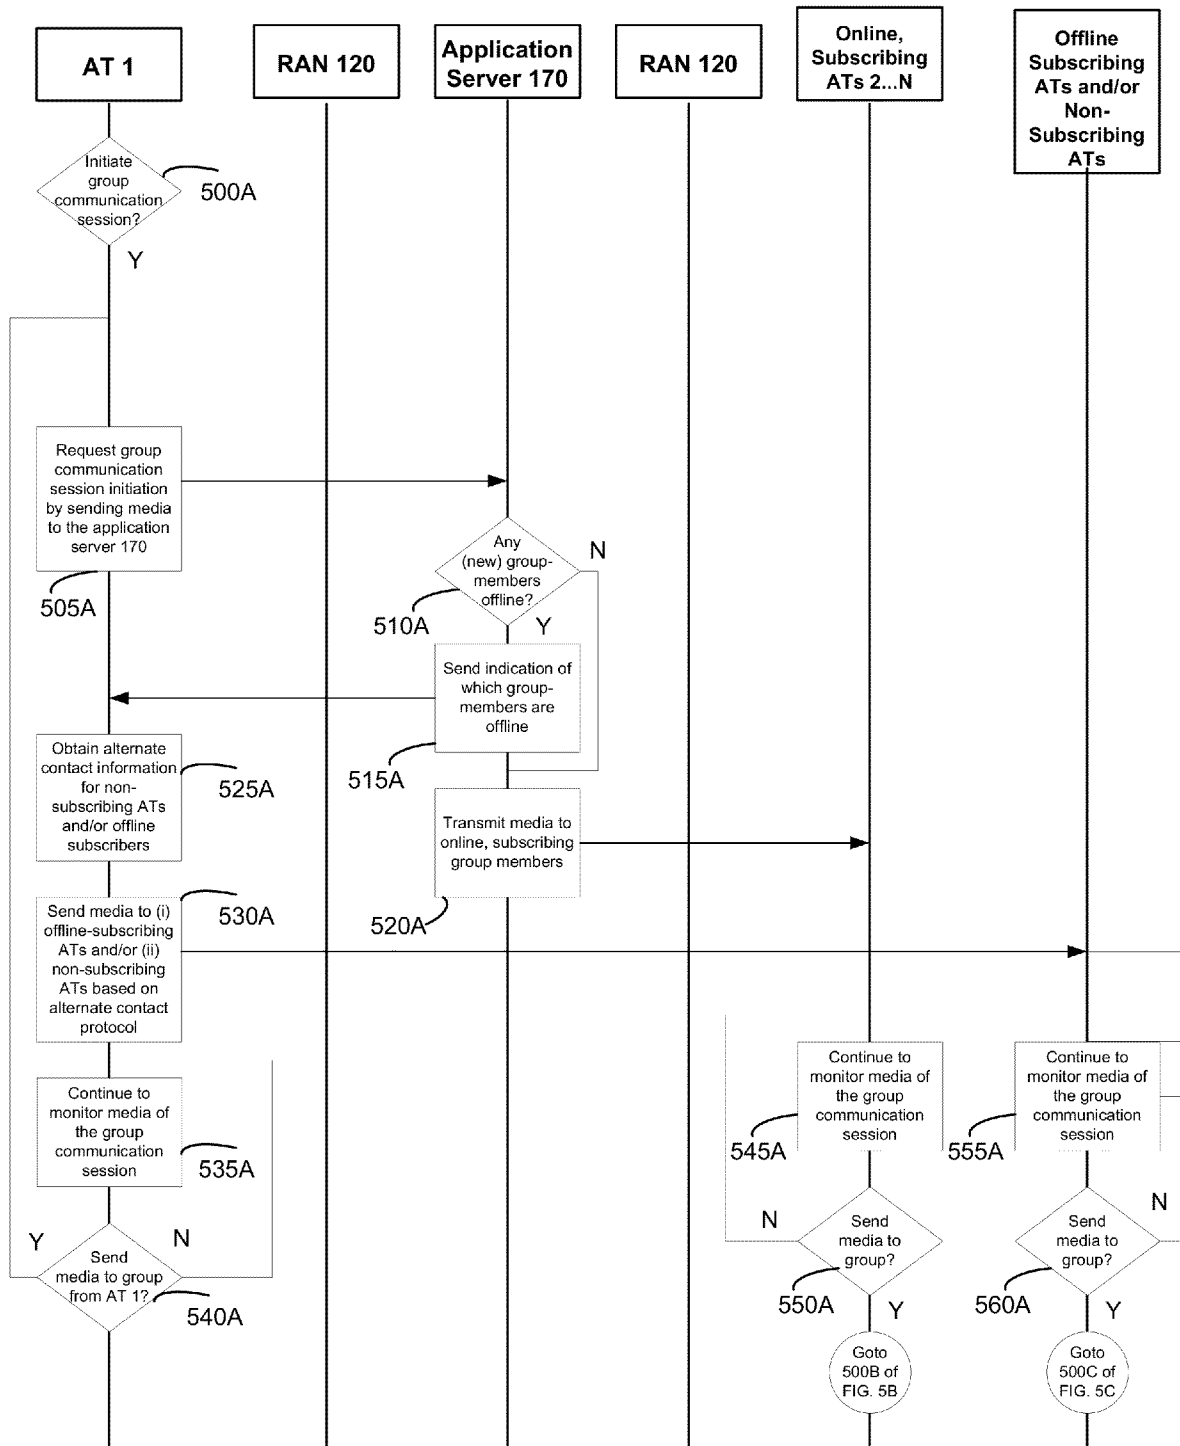 AT 1
RAN 120
Application
Server 170
RAN 120
Online,
Subscribing
ATs 2...N
Offline
Subscribing
ATs and/or
Non-
Subscribing
ATs
Initiate
group
communication
session?
500A
Y
Request group
communication
session initiation
by sending media
to the application
server 170
505A
Any
(new) group-
members
offline?
N
510A
Y
Send indication of
which group-
members are
offline
515A
Obtain alternate
contact information
for non-
subscribing ATs
and/or offline
subscribers
525A
Transmit media to
online, subscribing
group members
520A
Send media to (i)
offline-subscribing
ATs and/or (ii)
non-subscribing
ATs based on
alternate contact
protocol
530A
Continue to
monitor media of
the group
communication
session
535A
Continue to
monitor media of
the group
communication
session
545A
Continue to
monitor media of
the group
communication
session
555A
Y
N
Send
media to group
from AT 1?
540A
N
Send
media to
group?
550A
Y
N
Send
media to
group?
560A
Y
Goto
500B of
FIG. 5B
Goto
500C of
FIG. 5C